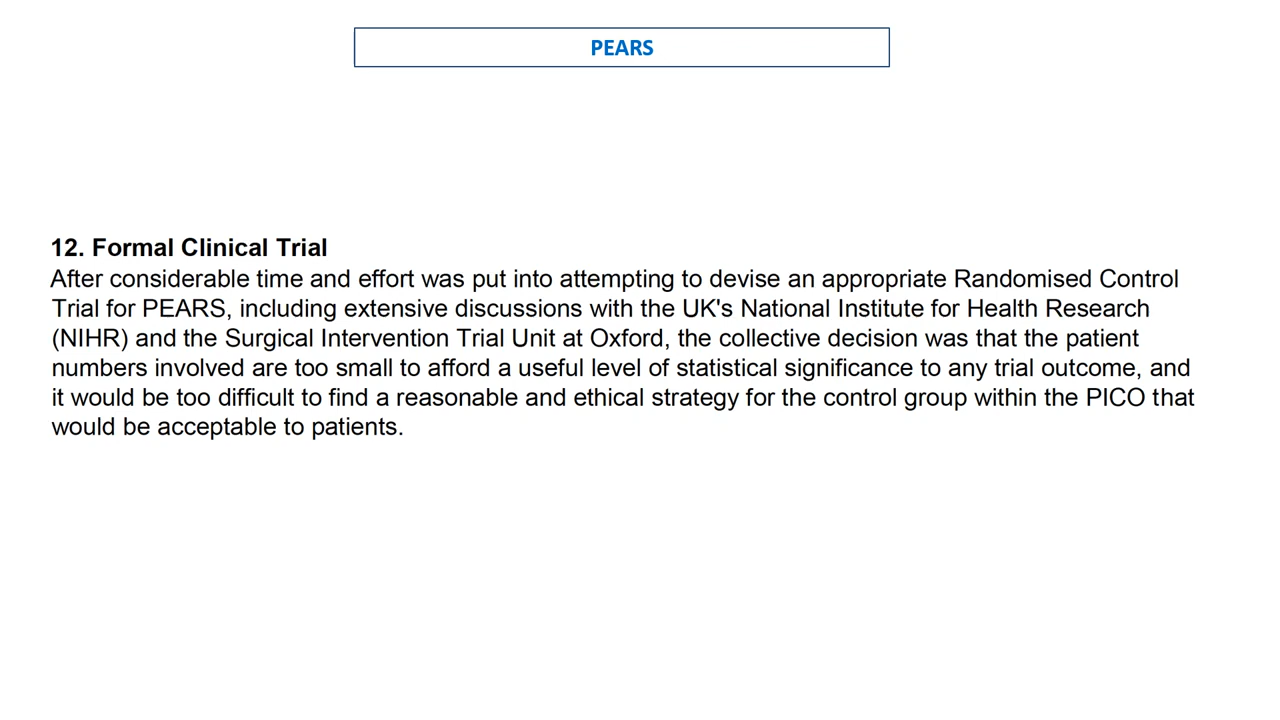 PEARS
12. Formal Clinical Trial
After considerable time and effort was put into attempting to devise an appropriate Randomised Control
Trial for PEARS, including extensive discussions with the UK's National Institute for Health Research
(NIHR) and the Surgical Intervention Trial Unit at Oxford, the collective decision was that the patient
numbers involved are too small to afford a useful level of statistical significance to any trial outcome, and
it would be too difficult to find a reasonable and ethical strategy for the control group within the PICO that
would be acceptable to patients.